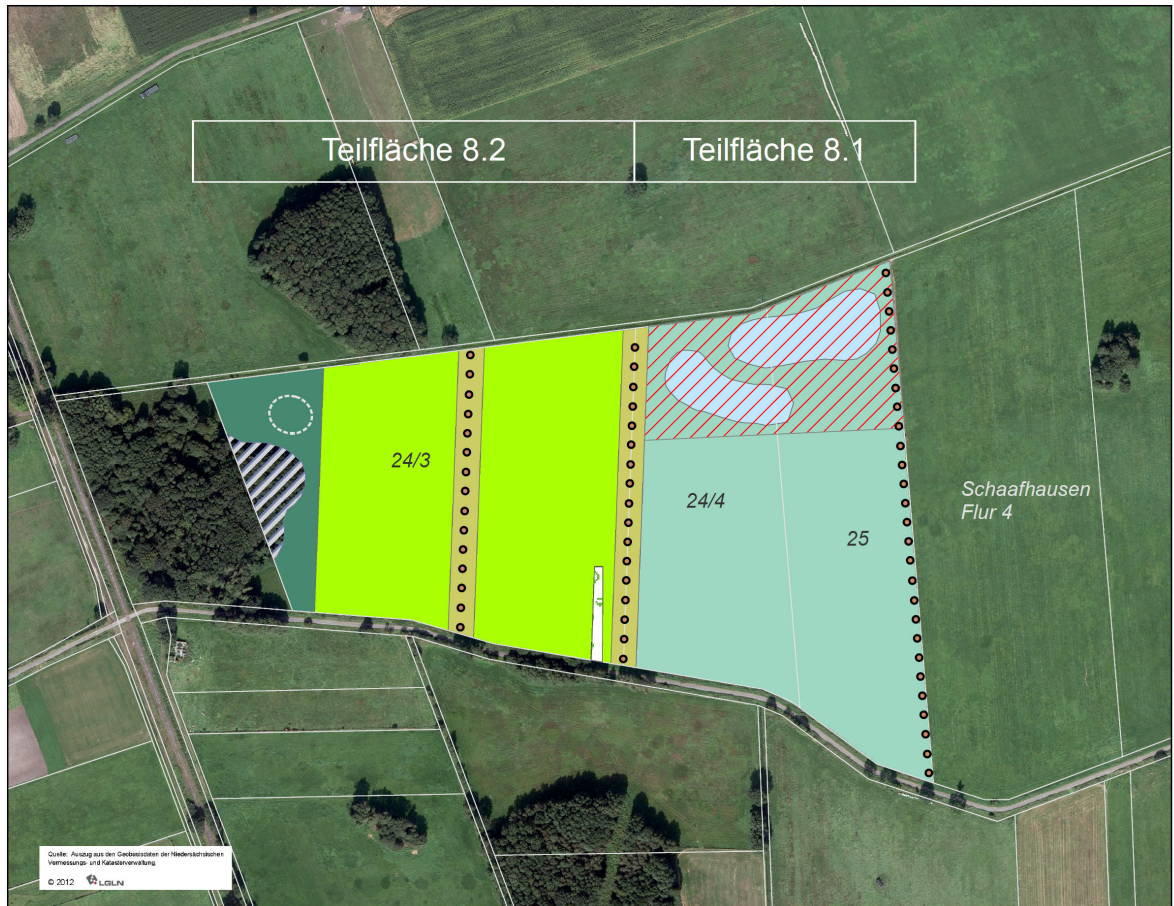 Teilfläche 8.2 Teilfläche 8.1
24/3
24/4
25
Schaafhausen
Flur 4
Quelle: Auszug aus den Geobasisdaten der Niedersächsischen
Vermessungs- und Katasterverwaltung.
© 2012 LGLN